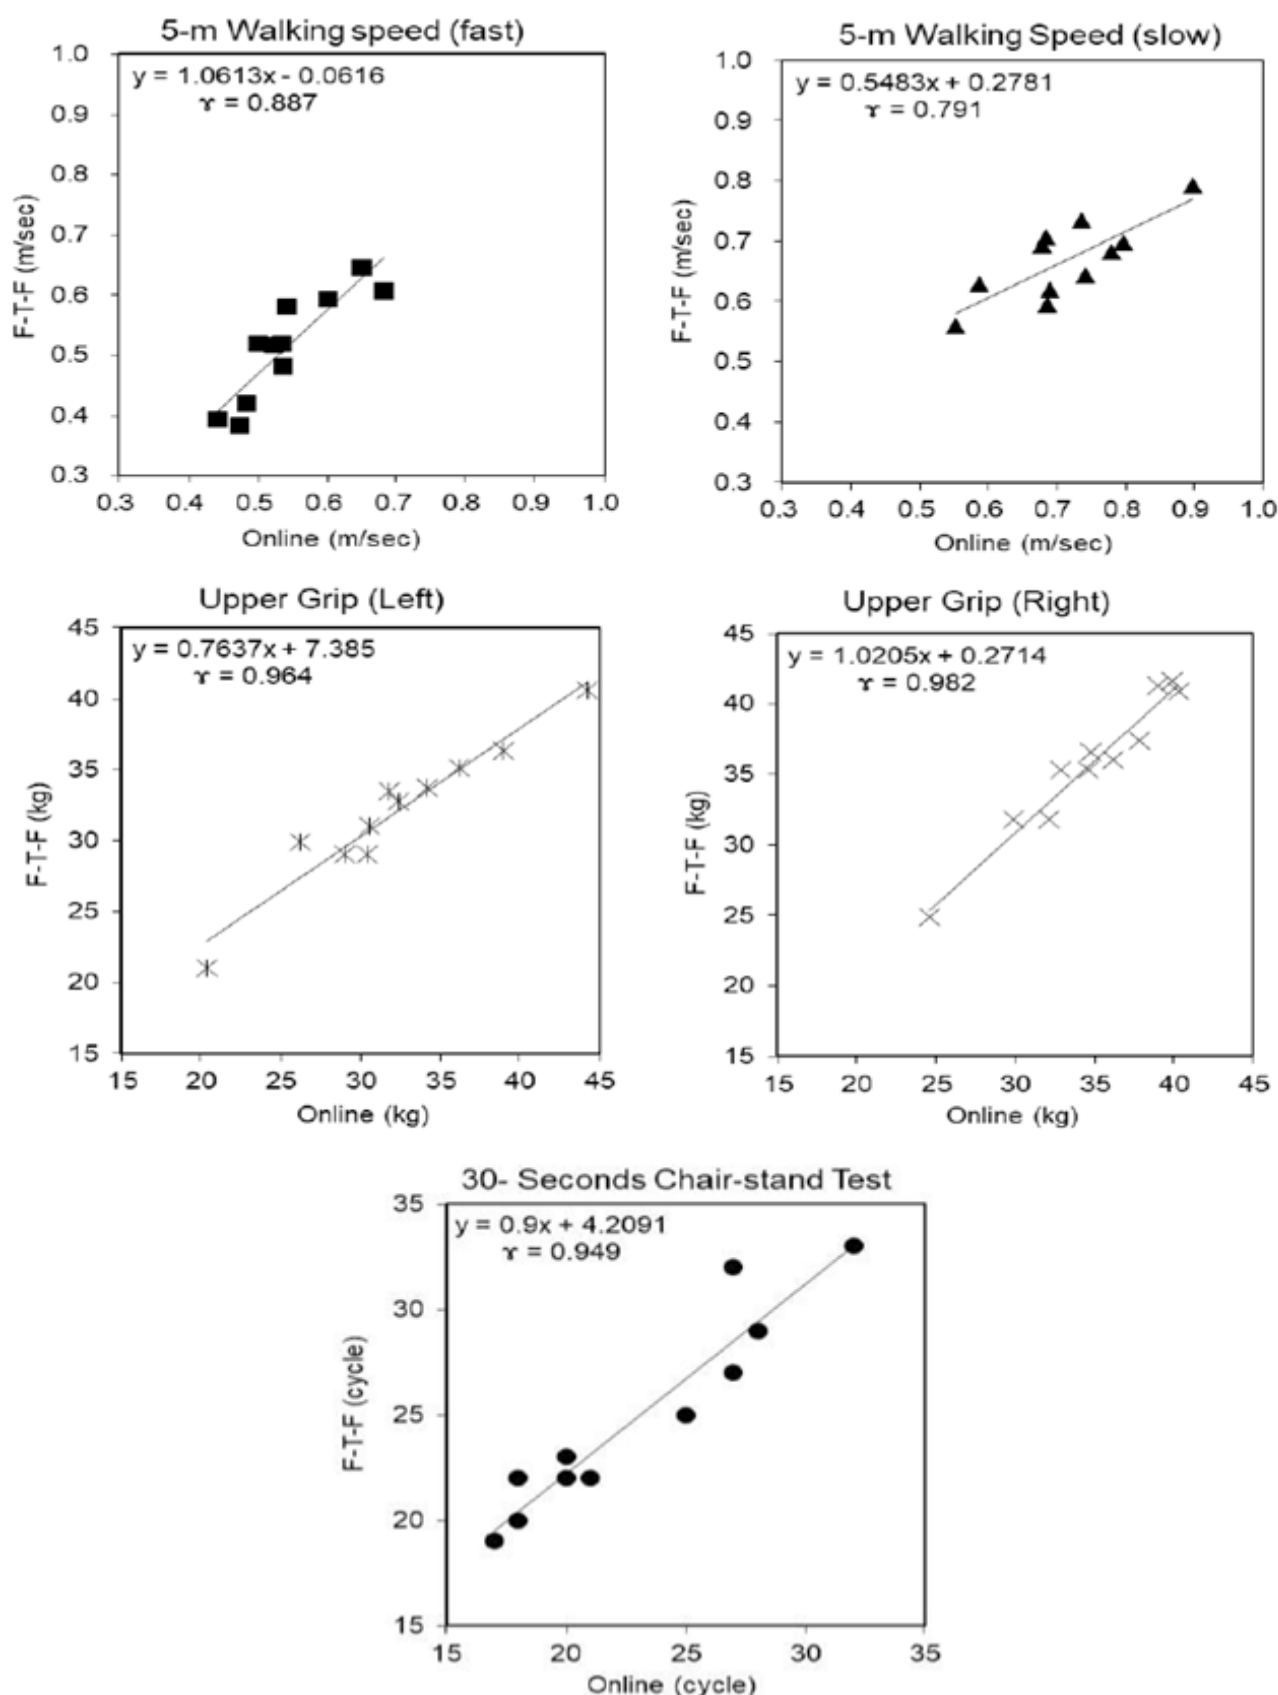 5-m Walking speed (fast)
y = 1.0613x - 0.0616
ɤ = 0.887
1.0
0.9
0.8
0.7
0.6
0.5
0.4
0.3
F-T-F (m/sec)
0.3 0.4 0.5 0.6 0.7 0.8 0.9 1.0
Online (m/sec)
5-m Walking Speed (slow)
y = 0.5483x + 0.2781
ɤ = 0.791
1.0
0.9
0.8
0.7
0.6
0.5
0.4
0.3
F-T-F (m/sec)
0.3 0.4 0.5 0.6 0.7 0.8 0.9 1.0
Online (m/sec)
Upper Grip (Left)
y = 0.7637x + 7.385
ɤ = 0.964
45
40
35
30
25
20
15
F-T-F (kg)
15 20 25 30 35 40 45
Online (kg)
Upper Grip (Right)
y = 1.0205x + 0.2714
ɤ = 0.982
45
40
35
30
25
20
15
F-T-F (kg)
15 20 25 30 35 40 45
Online (kg)
30- Seconds Chair-stand Test
y = 0.9x + 4.2091
ɤ = 0.949
35
30
25
20
15
F-T-F (cycle)
15 20 25 30 35
Online (cycle)